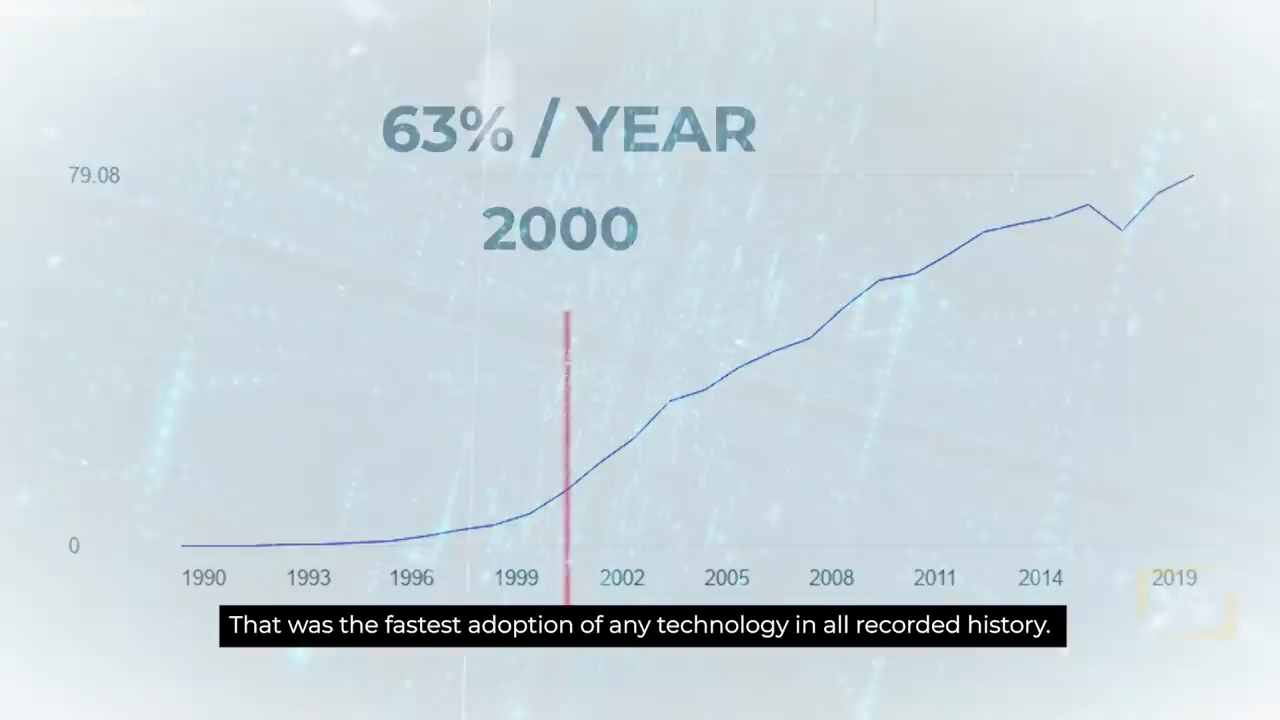 63% / YEAR
79.08
2000
0
1990 1993 1996 1999 2002 2005 2008 2011 2014 2019
That was the fastest adoption of any technology in all recorded history.